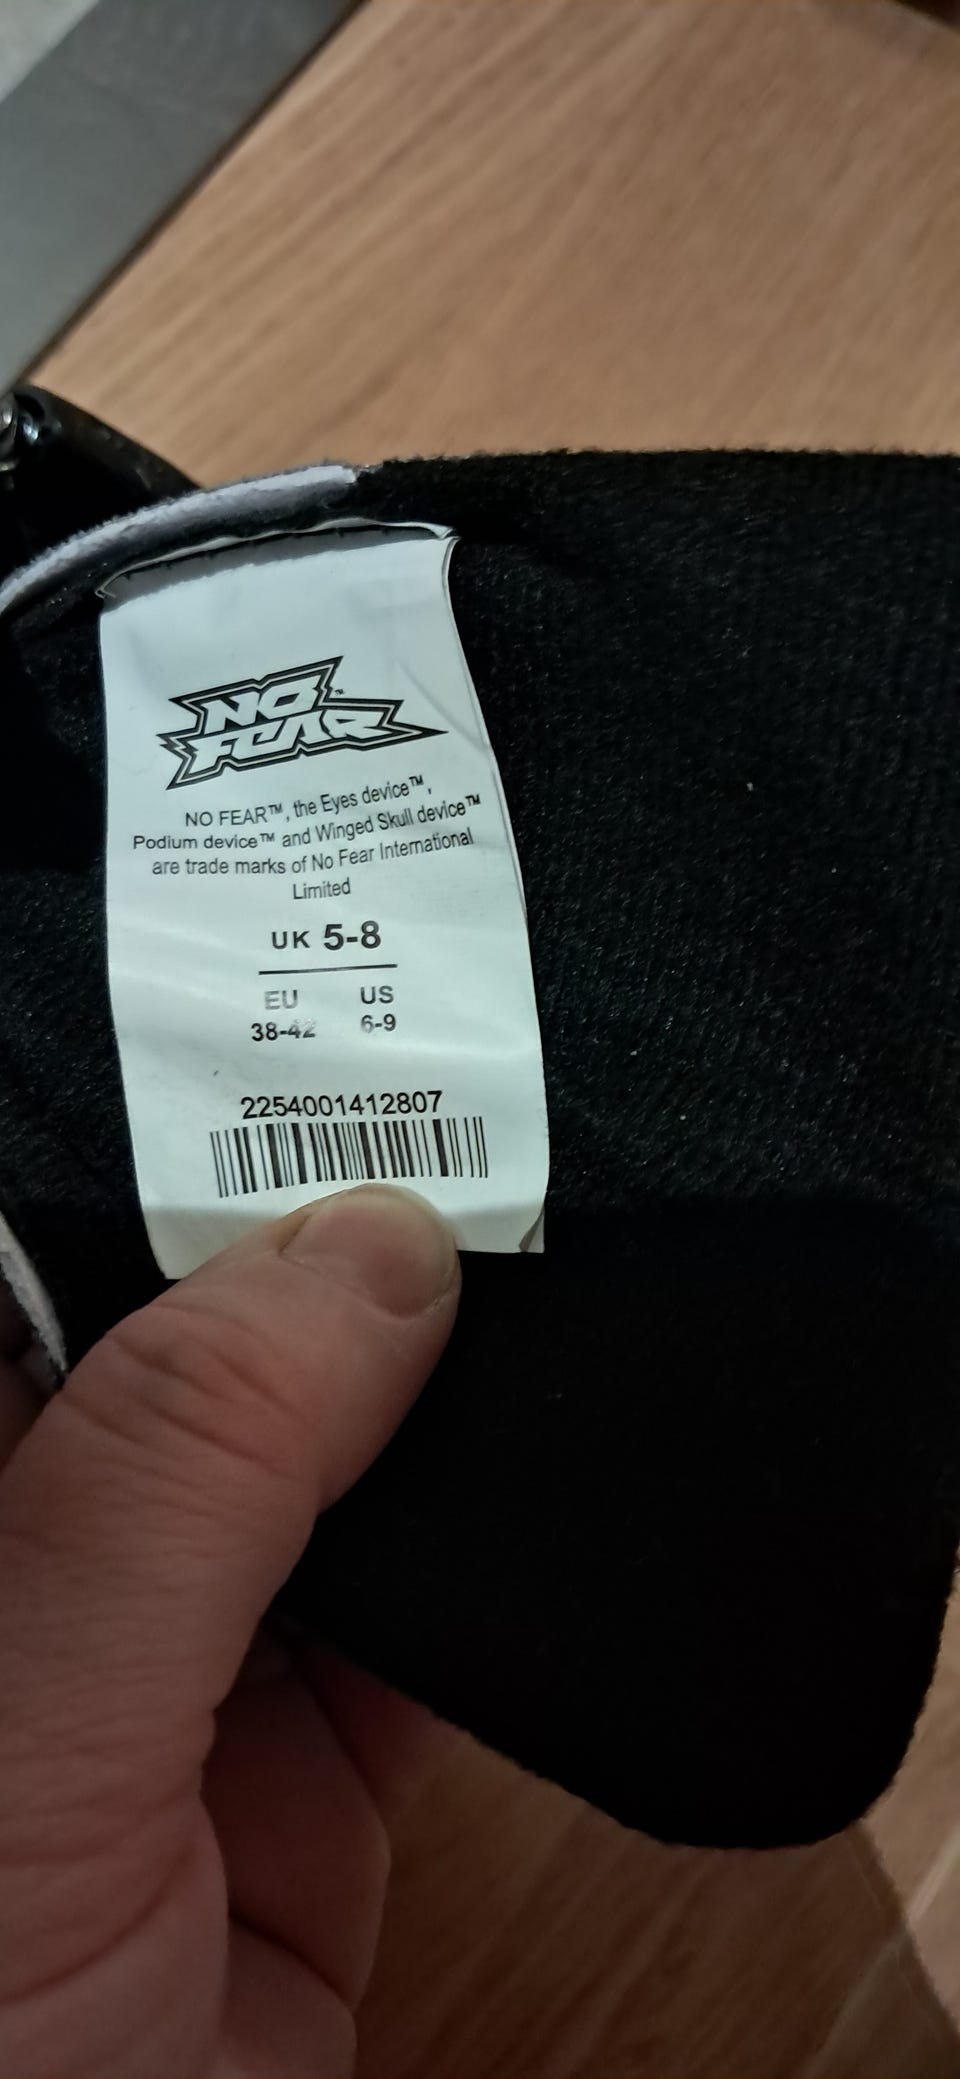 NO
FEAR™
NO FEAR™, the Eyes device™,
Podium device™ and Winged Skull device™
are trade marks of No Fear International
Limited
UK 5-8
EU US
38-42 6-9
2254001412807